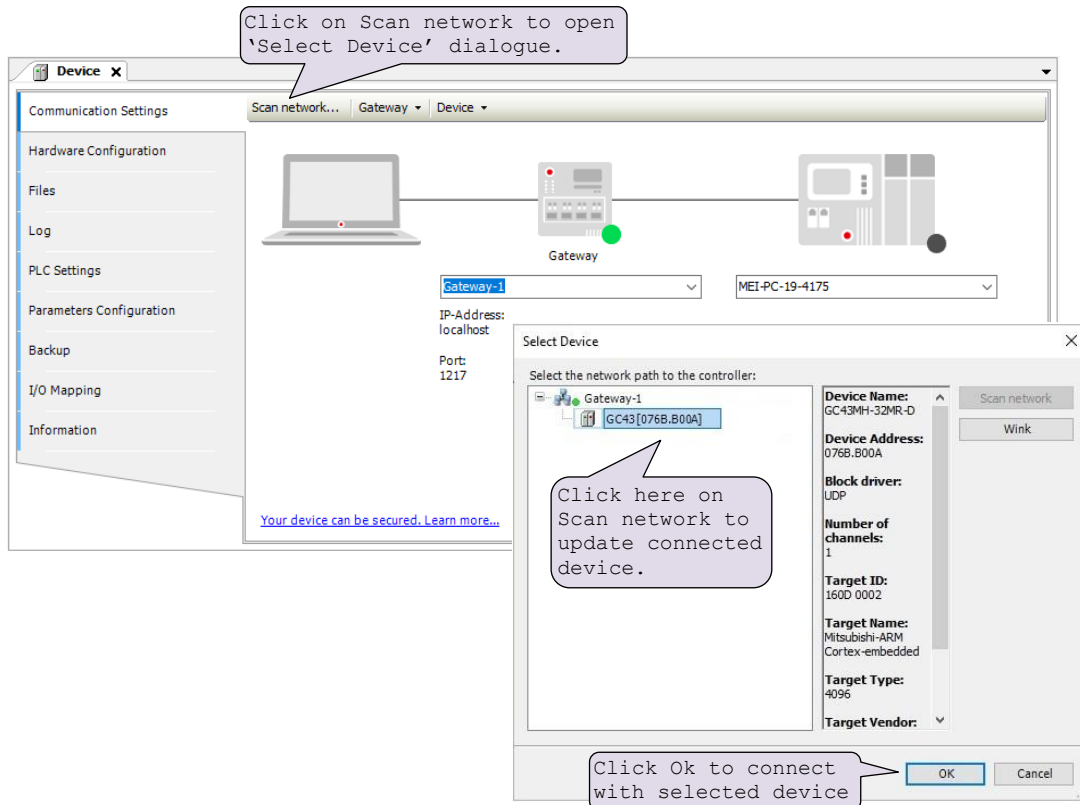 Click on Scan network to open
‘Select Device’ dialogue.
Device
Communication Settings
Hardware Configuration
Files
Log
PLC Settings
Parameters Configuration
Backup
I/O Mapping
Information
Scan network...
Gateway
Device
Gateway
Gateway-1
MEI-PC-19-4175
IP-Address:
localhost
Port:
1217
Your device can be secured. Learn more...
Select Device
Select the network path to the controller:
Gateway-1
GC43[076B.B00A]
Click here on
Scan network to
update connected
device.
Device Name:
GC43MH-32MR-D
Device Address:
076B.B00A
Block driver:
UDP
Number of
channels:
1
Target ID:
160D 0002
Target Name:
Mitsubishi-ARM
Cortex-embedded
Target Type:
4096
Target Vendor:
Scan network
Wink
Click Ok to connect
with selected device
OK
Cancel